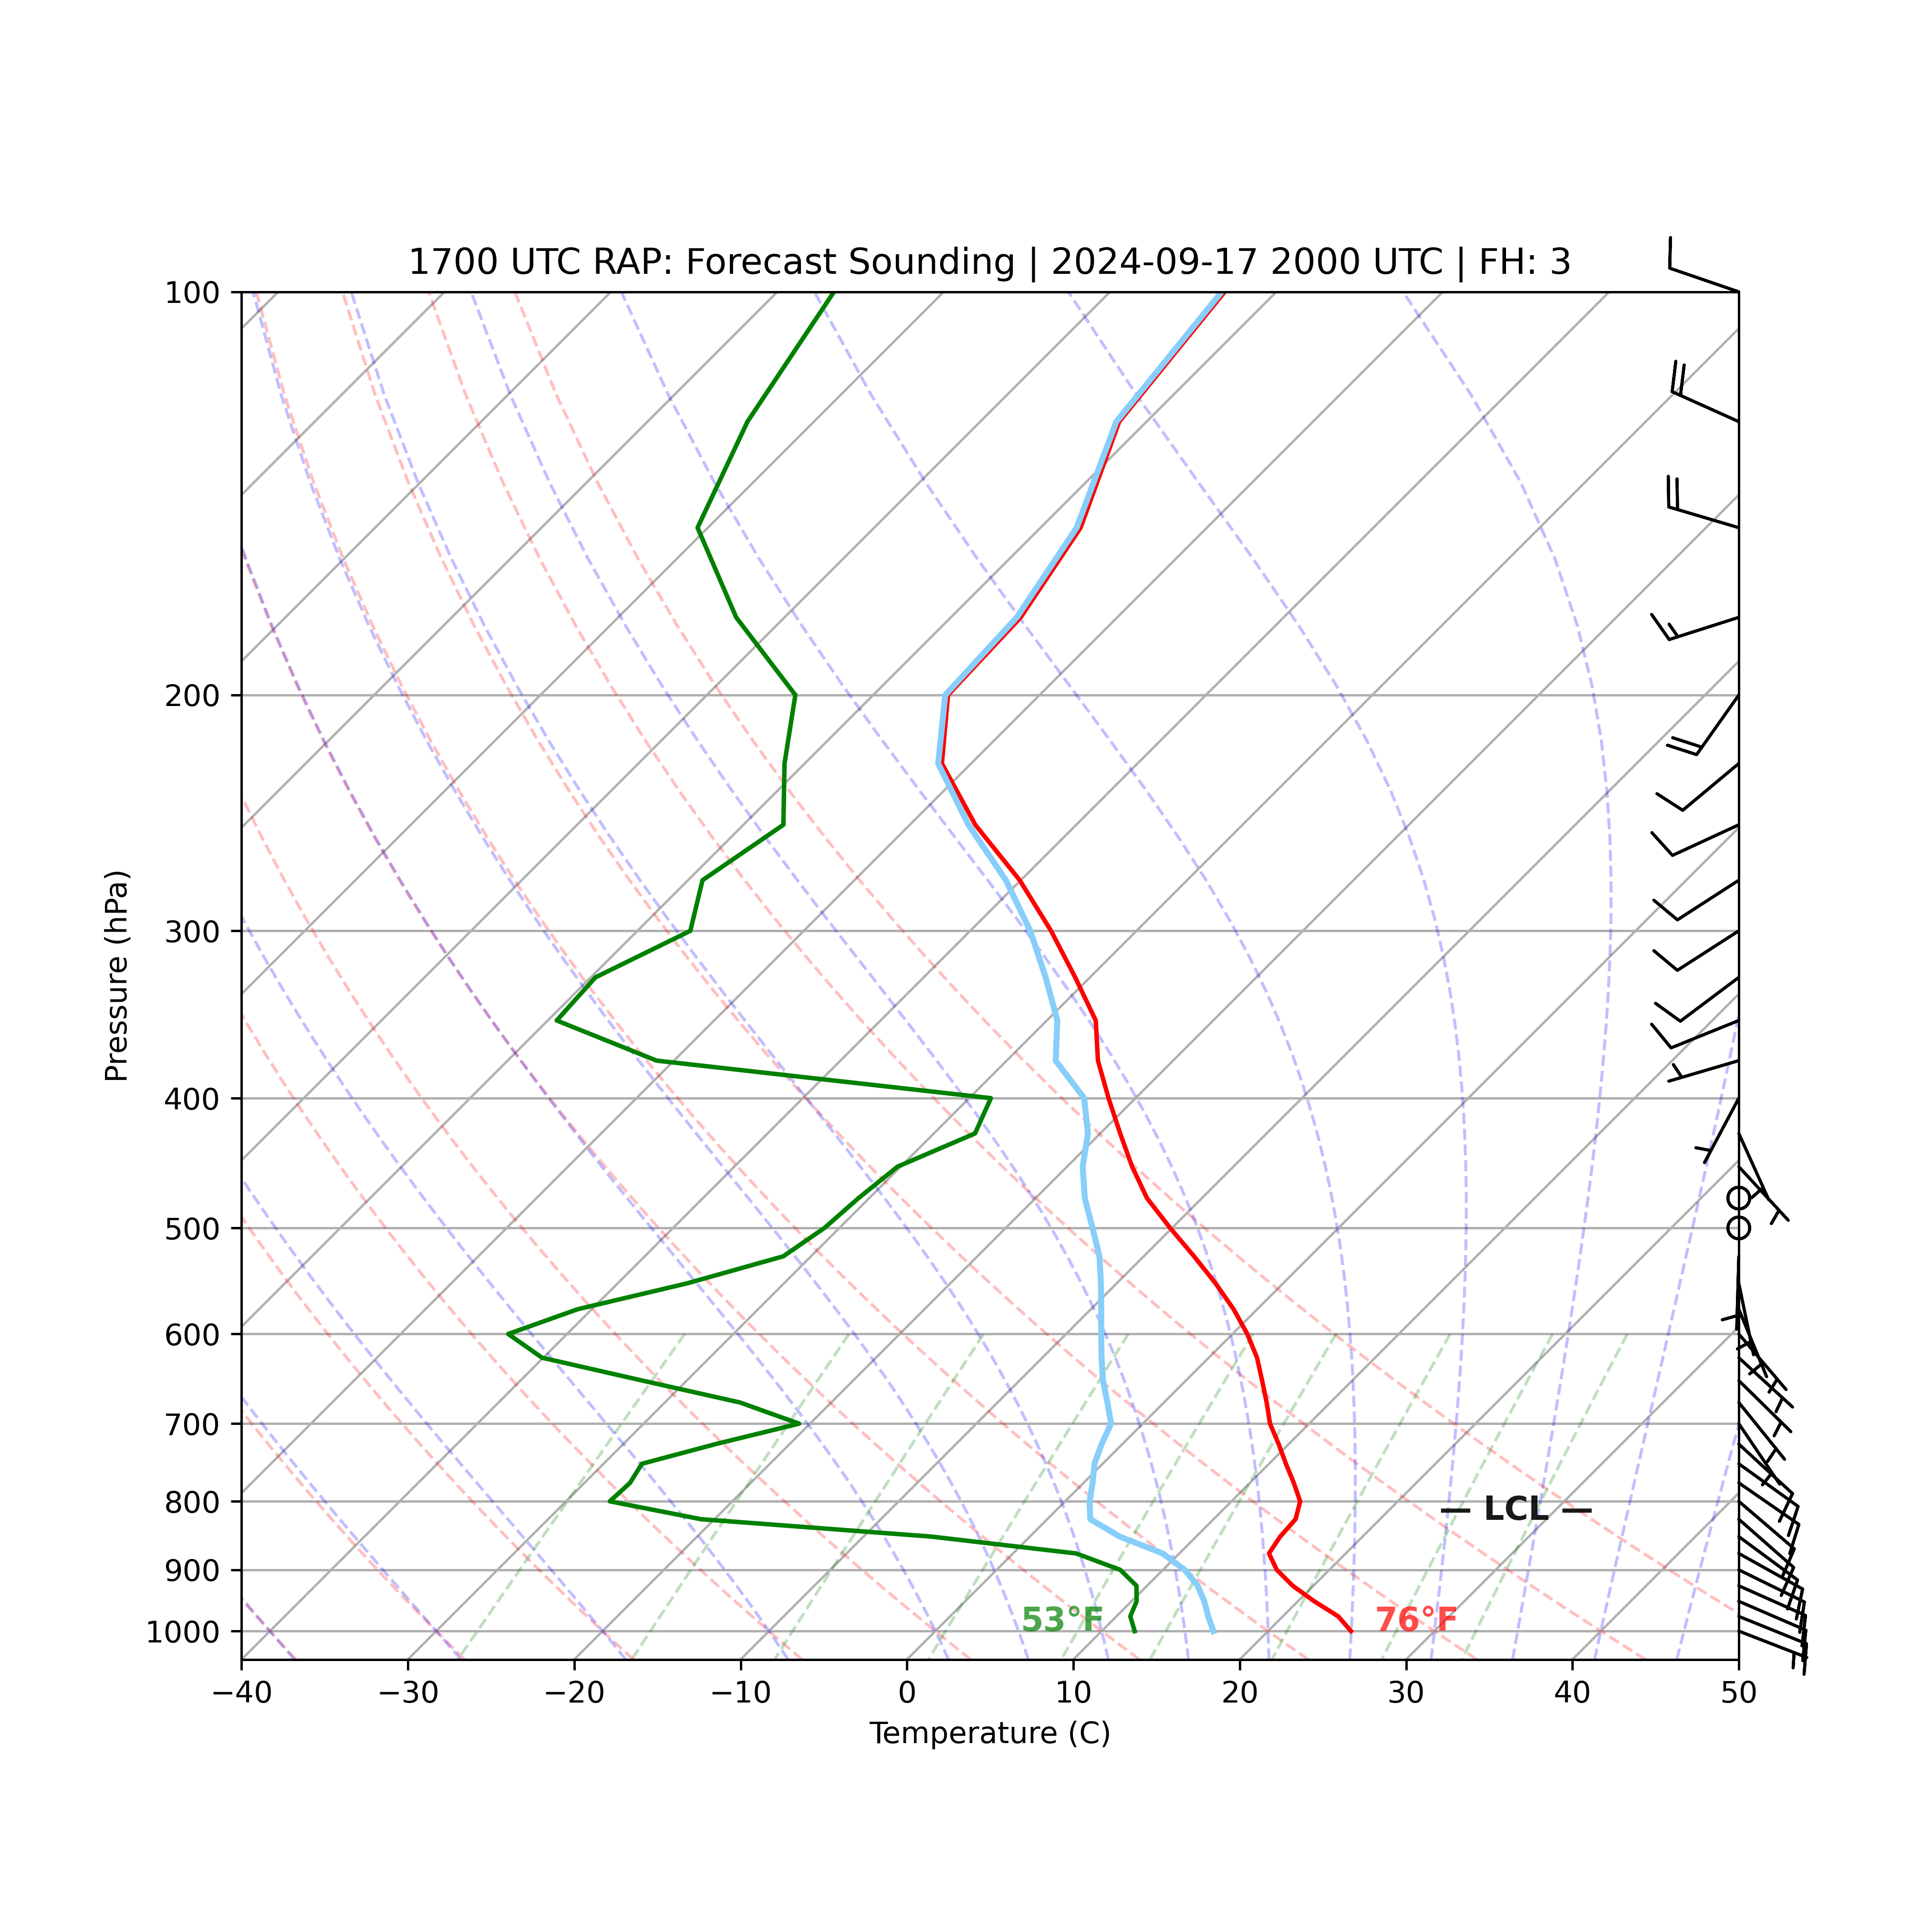 1700 UTC RAP: Forecast Sounding | 2024-09-17 2000 UTC | FH: 3
100
200
300
400
500
600
700
800
900
1000
Pressure (hPa)
— LCL —
53°F
76°F
−40 −30 −20 −10 0 10 20 30 40 50
Temperature (C)